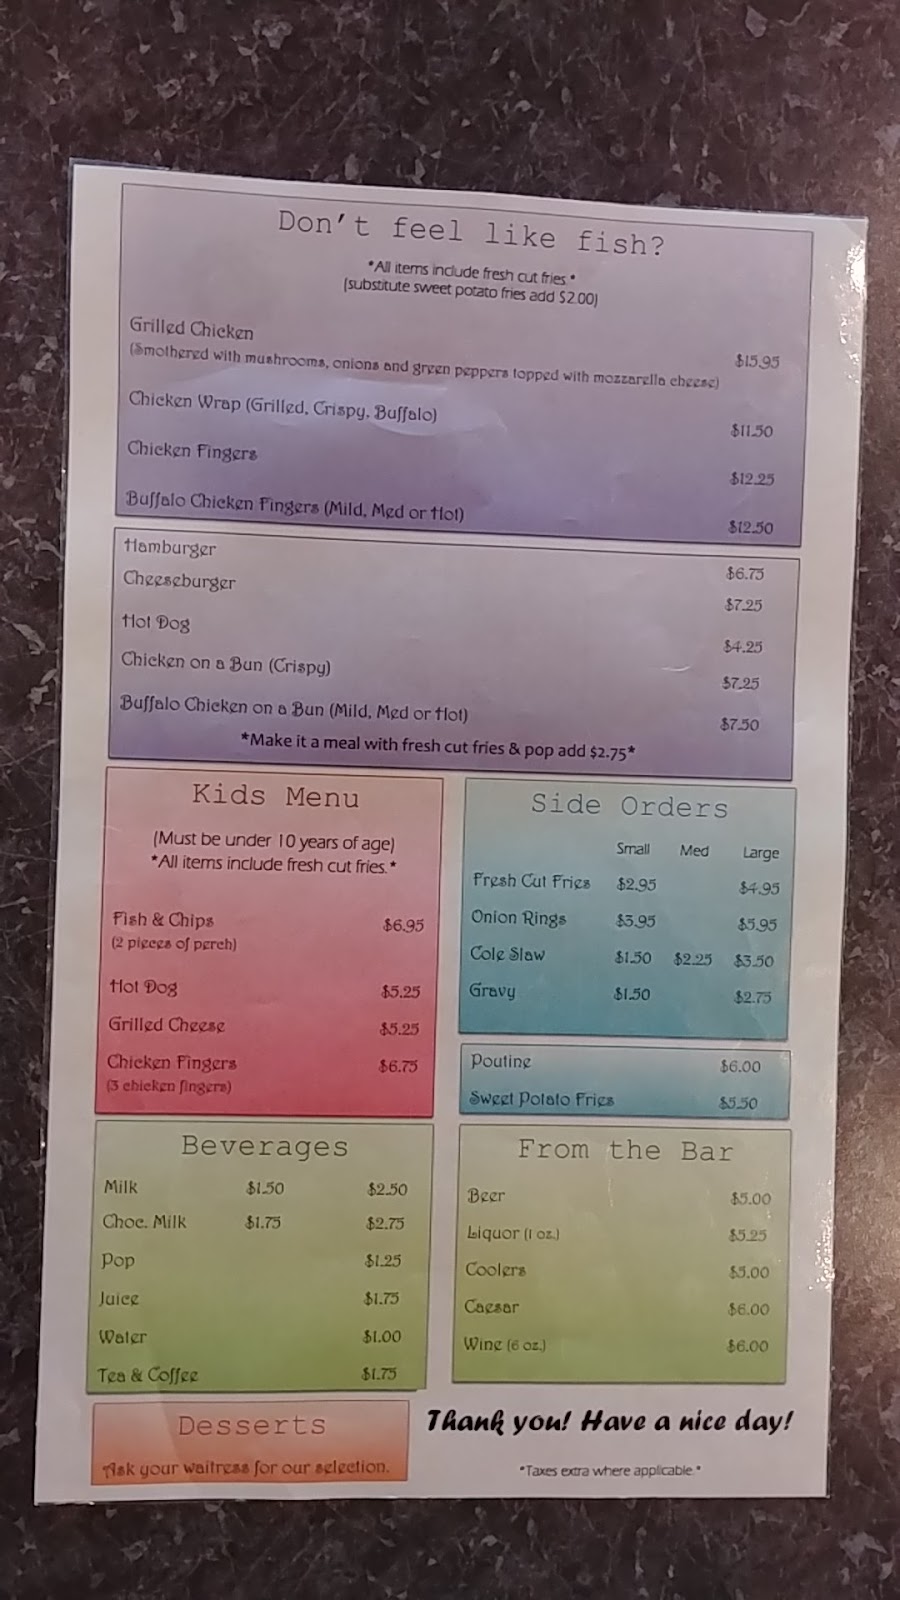 Don't feel like fish?
*All items include fresh cut fries.*
(substitute sweet potato fries add $2.00)
Grilled Chicken $15.95
(Smothered with mushrooms, onions and green peppers topped with mozzarella cheese)
Chicken Wrap (Grilled, Crispy, Buffalo) $11.50
Chicken Fingers $12.25
Buffalo Chicken Fingers (Mild, Med or Hot) $12.50
Hamburger $6.75
Cheeseburger $7.25
Hot Dog $4.25
Chicken on a Bun (Crispy) $7.25
Buffalo Chicken on a Bun (Mild, Med or Hot) $7.50
*Make it a meal with fresh cut fries & pop add $2.75*
Kids Menu
(Must be under 10 years of age)
*All items include fresh cut fries.*
Fish & Chips $6.95
(2 pieces of perch)
Hot Dog $5.25
Grilled Cheese $5.25
Chicken Fingers $6.75
(3 chicken fingers)
Side Orders
Small Med Large
Fresh Cut Fries $2.95 $4.95
Onion Rings $3.95 $5.95
Cole Slaw $1.50 $2.25 $3.50
Gravy $1.50 $2.75
Poutine $6.00
Sweet Potato Fries $5.50
Beverages
Milk $1.50 $2.50
Choc. Milk $1.75 $2.75
Pop $1.25
Juice $1.75
Water $1.00
Tea & Coffee $1.75
From the Bar
Beer $5.00
Liquor (1 oz.) $5.25
Coolers $5.00
Caesar $6.00
Wine (6 oz.) $6.00
Desserts
Ask your waitress for our selection.
Thank you! Have a nice day!
*Taxes extra where applicable.*